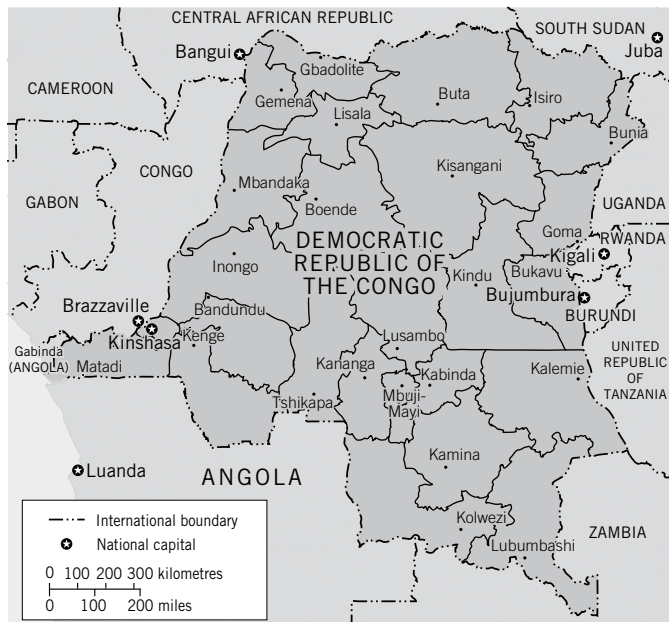 CENTRAL AFRICAN REPUBLIC
SOUTH SUDAN
Bangui
Juba
Gbadolite
CAMEROON
Gemena
Buta
Isiro
Lisala
Bunia
CONGO
Kisangani
Mbandaka
GABON
Boende
UGANDA
Goma
RWANDA
DEMOCRATIC
REPUBLIC OF
THE CONGO
Kigali
Inongo
Kindu
Bukavu
Bujumbura
Brazzaville
Bandundu
BURUNDI
Kinshasa
Kenge
Lusambo
UNITED
REPUBLIC
OF
TANZANIA
Gabinda
(ANGOLA)
Matadi
Kananga
Kabinda
Kalemie
Mbuji-
Mayi
Tshikapa
Luanda
ANGOLA
Kamina
Kolwezi
ZAMBIA
Lubumbashi
International boundary
National capital
0 100 200 300 kilometres
0 100 200 miles